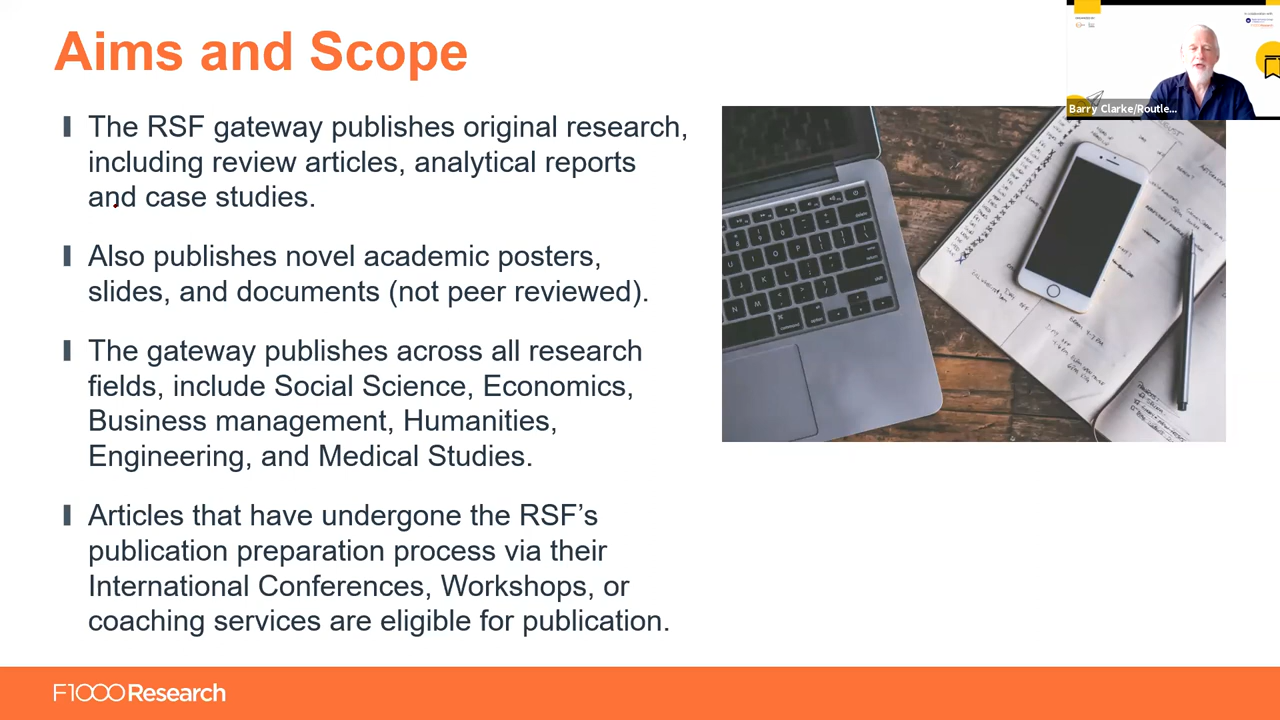 Aims and Scope
The RSF gateway publishes original research,
including review articles, analytical reports
and case studies.
Also publishes novel academic posters,
slides, and documents (not peer reviewed).
The gateway publishes across all research
fields, include Social Science, Economics,
Business management, Humanities,
Engineering, and Medical Studies.
Articles that have undergone the RSF’s
publication preparation process via their
International Conferences, Workshops, or
coaching services are eligible for publication.
Barry Clarke/Routle...
F1000Research